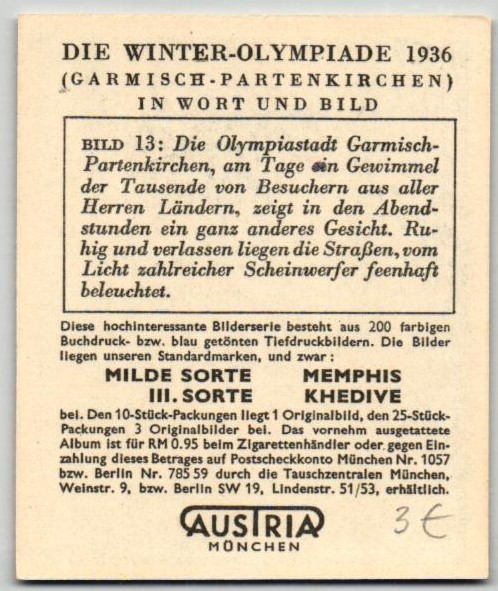 DIE WINTER-OLYMPIADE 1936
(GARMISCH-PARTENKIRCHEN)
IN WORT UND BILD
BILD 13: Die Olympiastadt Garmisch-
Partenkirchen, am Tage ein Gewimmel
der Tausende von Besuchern aus aller
Herren Ländern, zeigt in den Abend-
stunden ein ganz anderes Gesicht. Ru-
hig und verlassen liegen die Straßen, vom
Licht zahlreicher Scheinwerfer feenhaft
beleuchtet.
Diese hochinteressante Bilderserie besteht aus 200 farbigen
Buchdruck- bzw. blau getönten Tiefdruckbildern. Die Bilder
liegen unseren Standardmarken, und zwar:
MILDE SORTE MEMPHIS
III. SORTE KHEDIVE
bei. Den 10-Stück-Packungen liegt 1 Originalbild, den 25-Stück-
Packungen 3 Originalbilder bei. Das vornehm ausgetattete
Album ist für RM 0.95 beim Zigarettenhändler oder gegen Ein-
zahlung dieses Betrages auf Postscheckkonto München Nr. 1057
bzw. Berlin Nr. 785 59 durch die Tauschzentralen München,
Weinstr. 9, bzw. Berlin SW 19, Lindenstr. 51/53, erhältlich.
AUSTRIA
MÜNCHEN
3 €